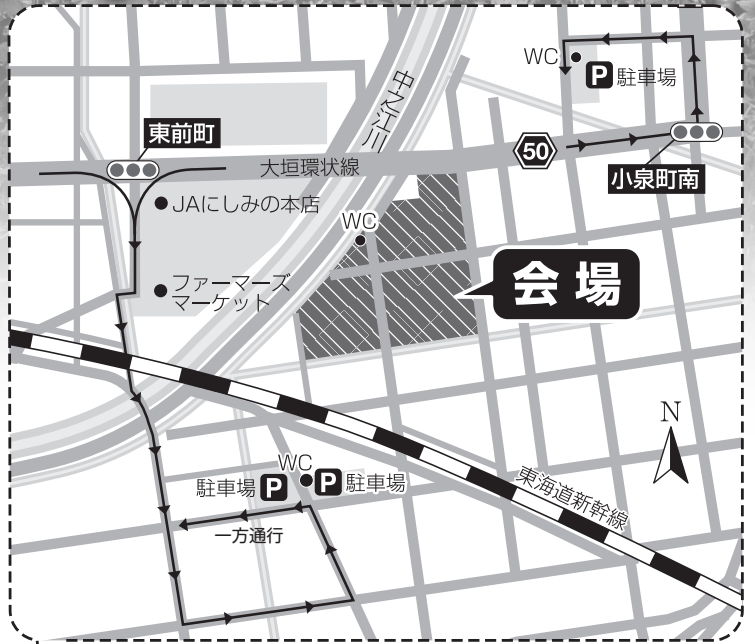 WC
P 駐車場
中之江川
東前町
大垣環状線
50
小泉町南
JAにしみの本店
WC
ファーマーズ
マーケット
会場
N
WC
駐車場 P
P 駐車場
東海道新幹線
一方通行